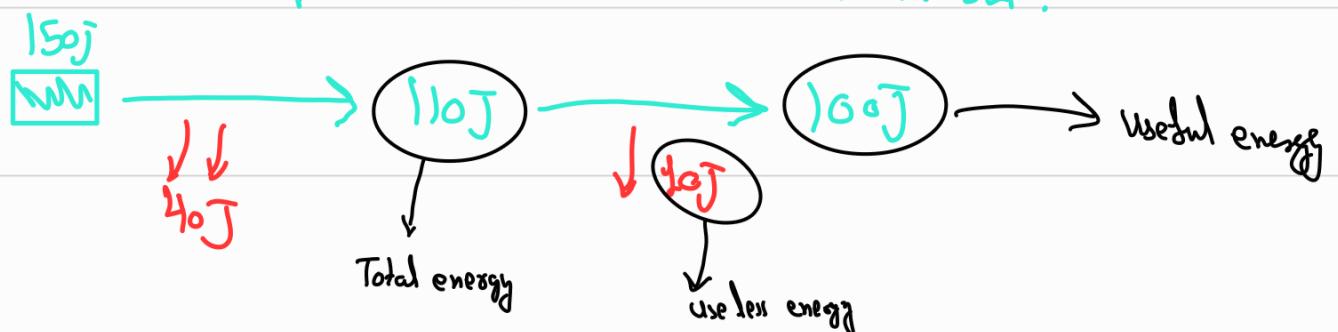 150J
110J
100J
Useful energy
40J
10J
Total energy
Useless energy